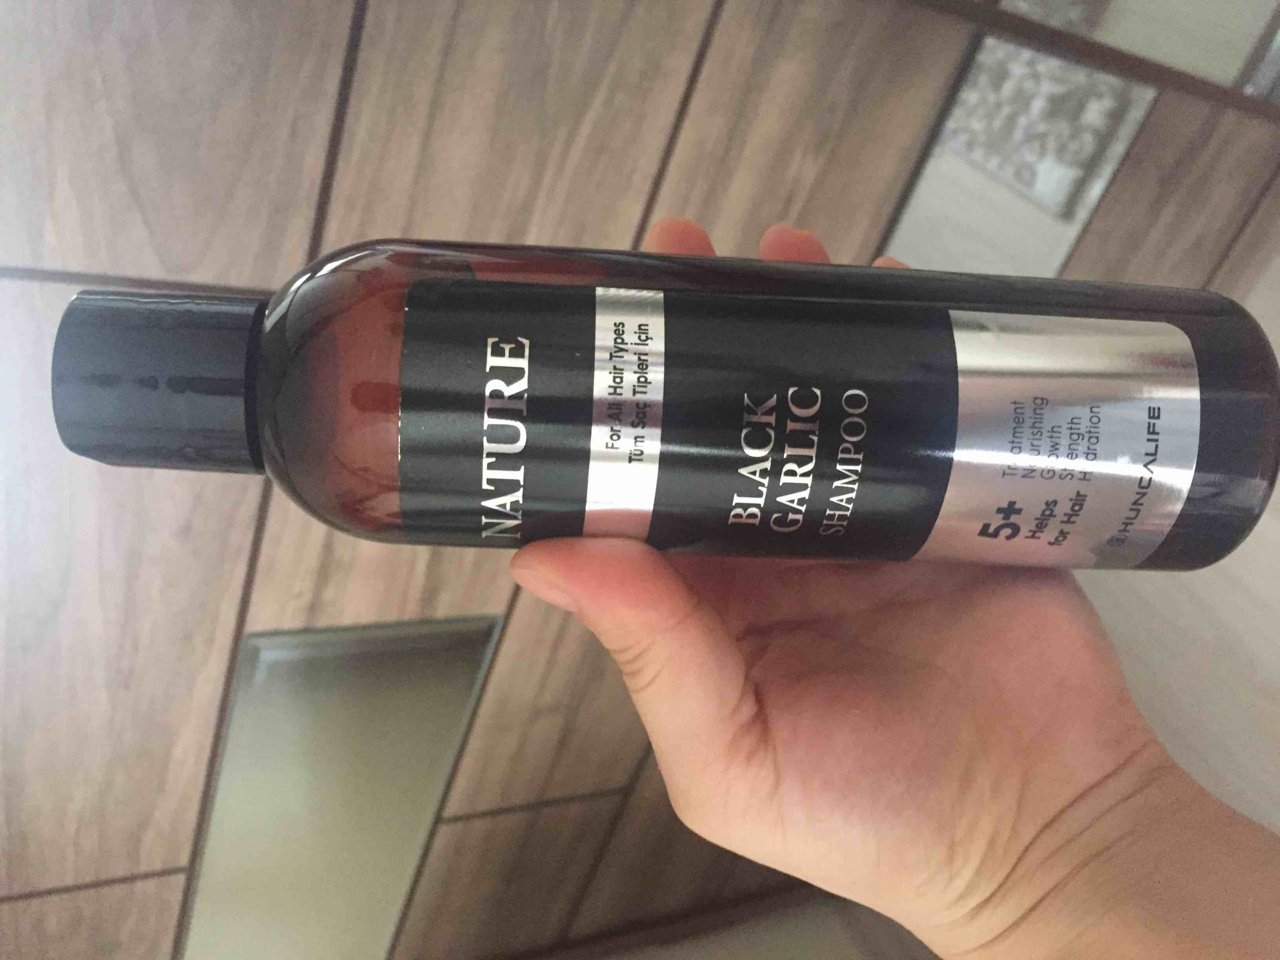 NATURE
For All Hair Types
Tüm Saç Tipleri İçin
BLACK
GARLIC
SHAMPOO
5+
Helps
for Hair
Treatment
Nourishing
Growth
Strength
Hydration
HUNCALIFE